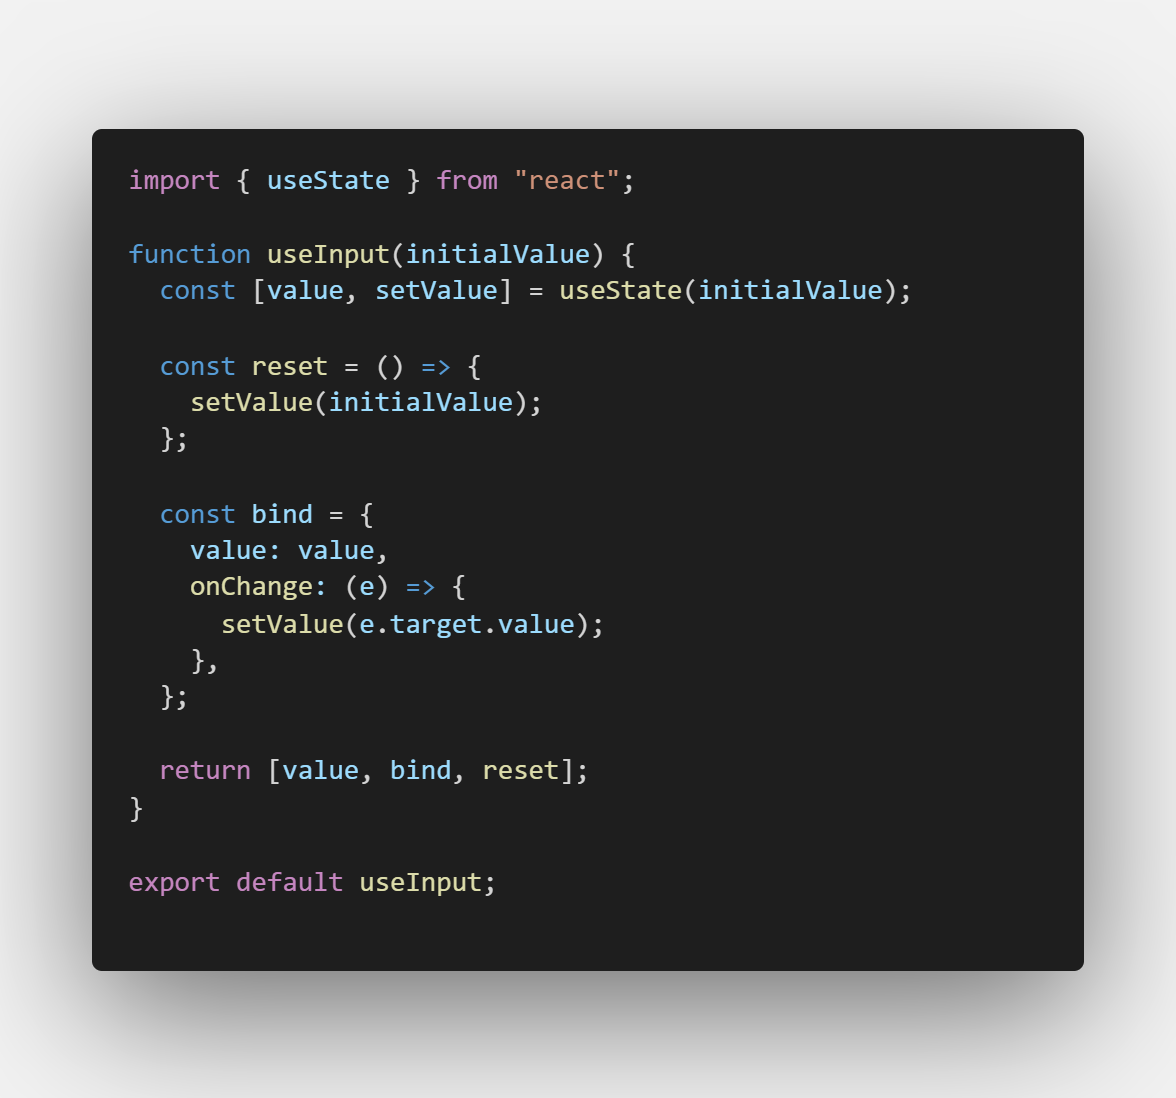 import { useState } from "react";
function useInput(initialValue) {
  const [value, setValue] = useState(initialValue);
  const reset = () => {
    setValue(initialValue);
  };
  const bind = {
    value: value,
    onChange: (e) => {
      setValue(e.target.value);
    },
  };
  return [value, bind, reset];
}
export default useInput;